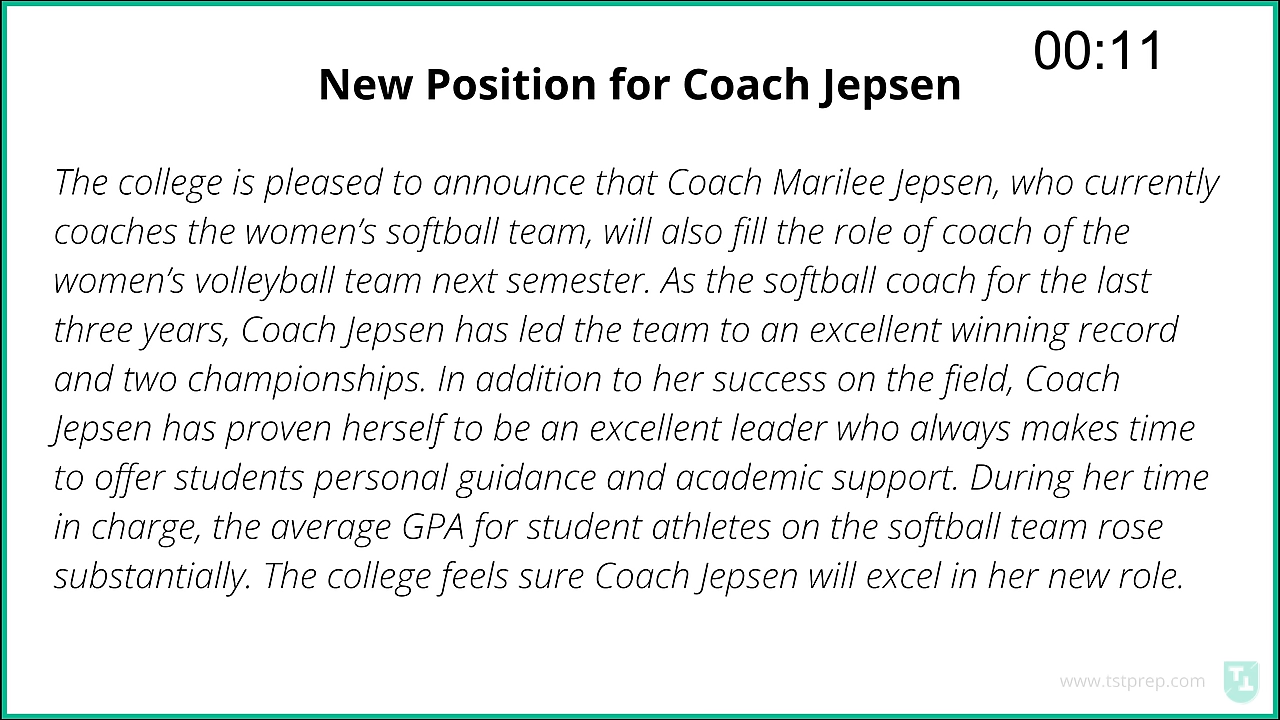 00:11
New Position for Coach Jepsen
The college is pleased to announce that Coach Marilee Jepsen, who currently
coaches the women’s softball team, will also fill the role of coach of the
women’s volleyball team next semester. As the softball coach for the last
three years, Coach Jepsen has led the team to an excellent winning record
and two championships. In addition to her success on the field, Coach
Jepsen has proven herself to be an excellent leader who always makes time
to offer students personal guidance and academic support. During her time
in charge, the average GPA for student athletes on the softball team rose
substantially. The college feels sure Coach Jepsen will excel in her new role.
www.tstprep.com